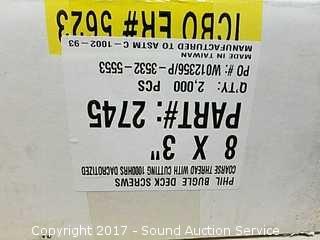 PHIL BUGLE DECK SCREWS
COARSE THREAD WITH CUTTING 1000HRS DACROTIZED
8 X 3"
PART#: 2745
QTY: 2,000 PCS
PO: # W012356/P-3532-5553
MADE IN TAIWAN
MANUFACTURED TO ASTM C-1002-93
ICBO ER# 5623
Copyright 2017 - Sound Auction Service